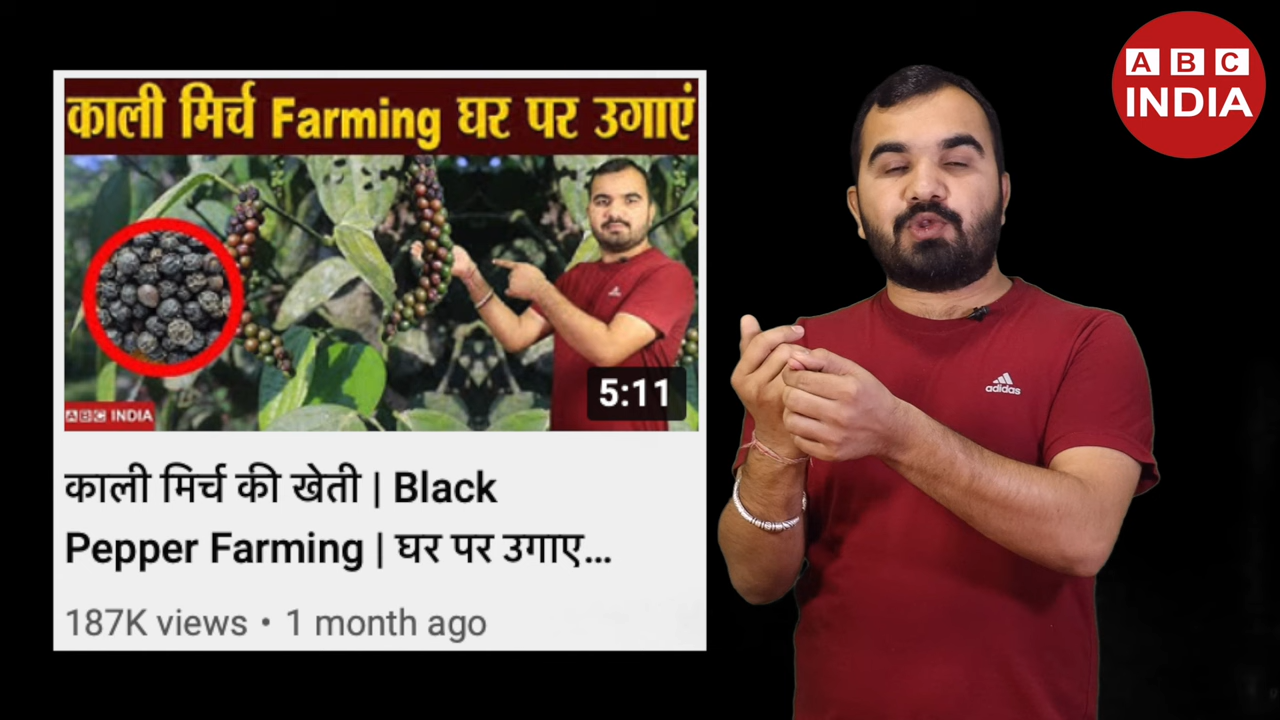 काली मिर्च Farming घर पर उगाएं
5:11
ABC INDIA
काली मिर्च की खेती | Black
Pepper Farming | घर पर उगाए...
187K views • 1 month ago
ABC
INDIA
adidas